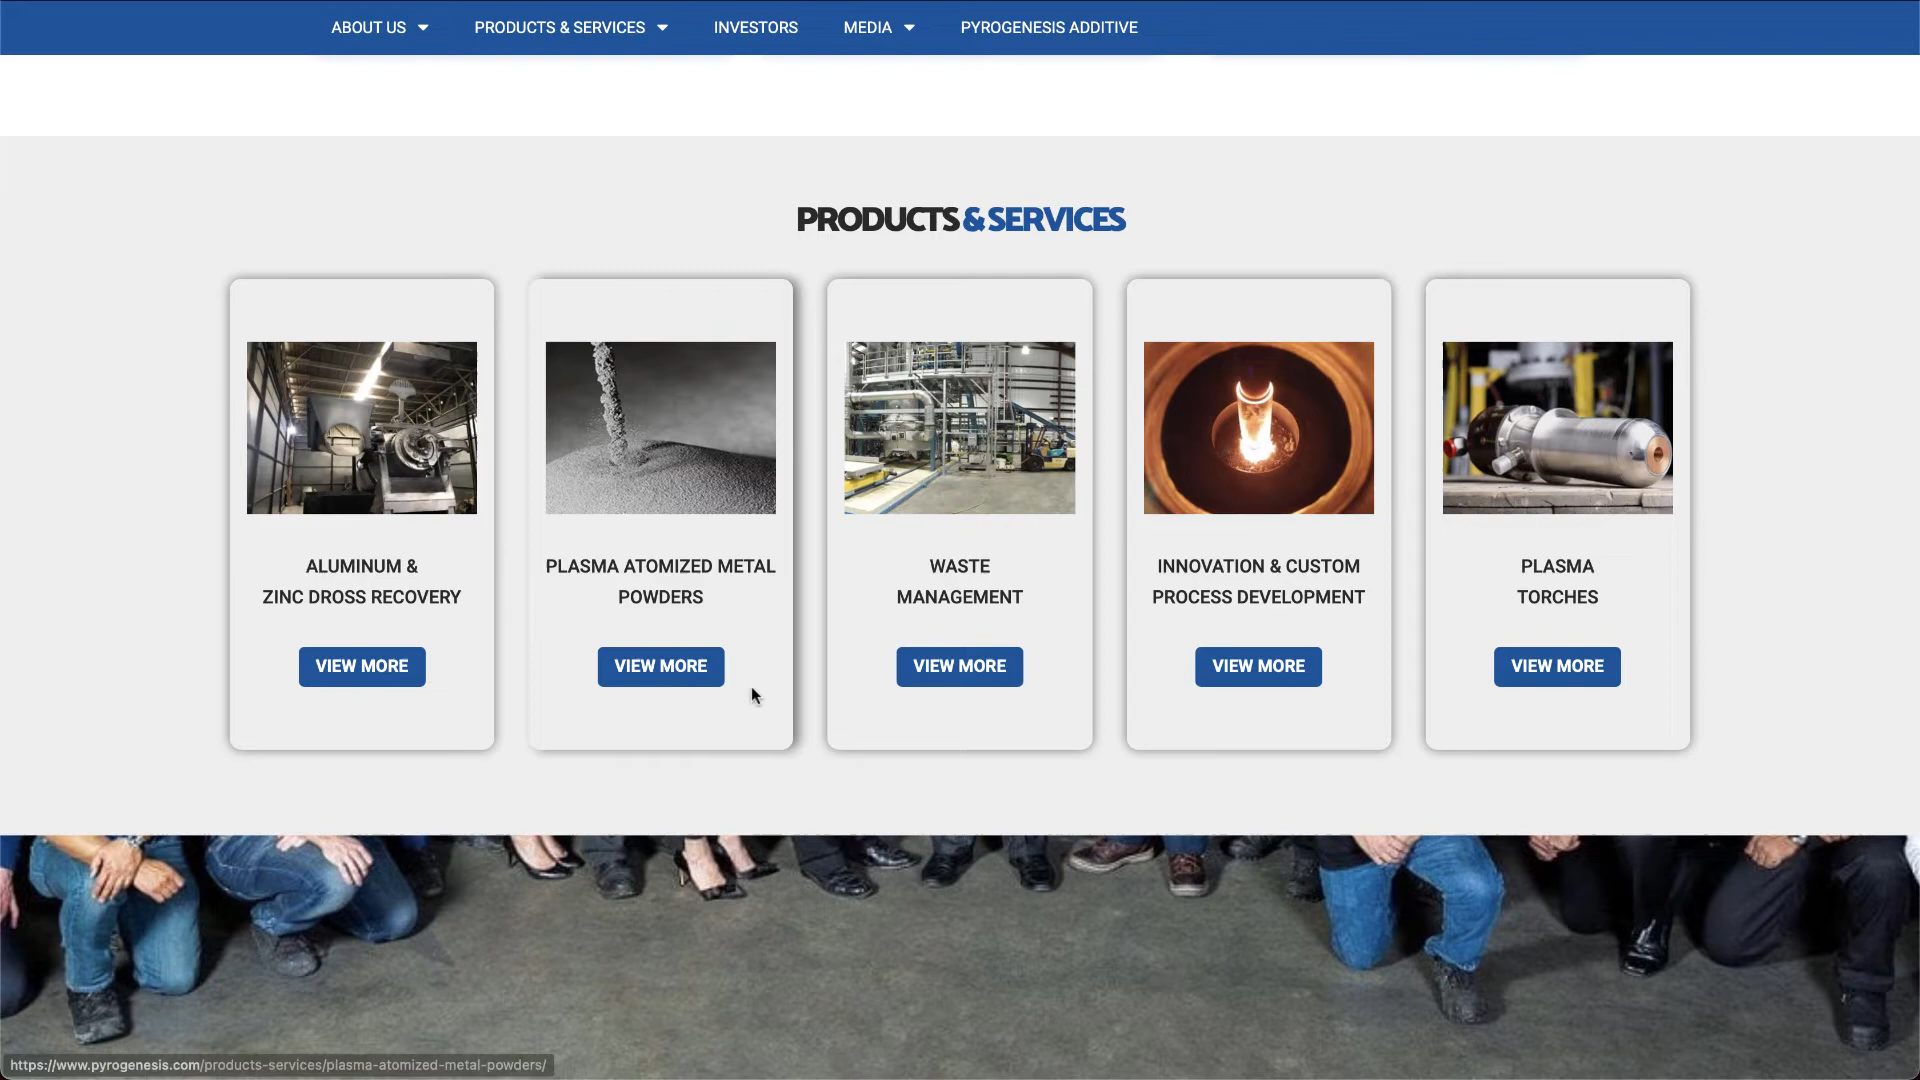 ABOUT US
PRODUCTS & SERVICES
INVESTORS
MEDIA
PYROGENESIS ADDITIVE
PRODUCTS & SERVICES
ALUMINUM &
ZINC DROSS RECOVERY
VIEW MORE
PLASMA ATOMIZED METAL
POWDERS
VIEW MORE
WASTE
MANAGEMENT
VIEW MORE
INNOVATION & CUSTOM
PROCESS DEVELOPMENT
VIEW MORE
PLASMA
TORCHES
VIEW MORE
https://www.pyrogenesis.com/products-services/plasma-atomized-metal-powders/